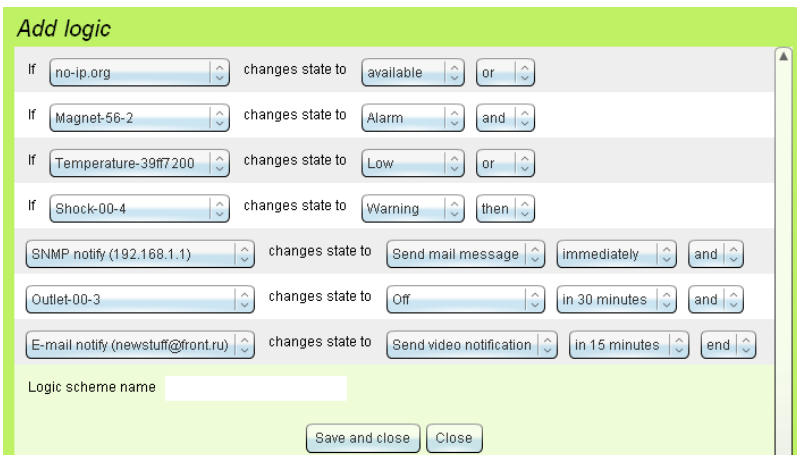 Add logic
If no-ip.org changes state to available or
If Magnet-56-2 changes state to Alarm and
If Temperature-39ff7200 changes state to Low or
If Shock-00-4 changes state to Warning then
SNMP notify (192.168.1.1) changes state to Send mail message immediately and
Outlet-00-3 changes state to Off in 30 minutes and
E-mail notify (newstuff@front.ru) changes state to Send video notification in 15 minutes end
Logic scheme name
Save and close Close